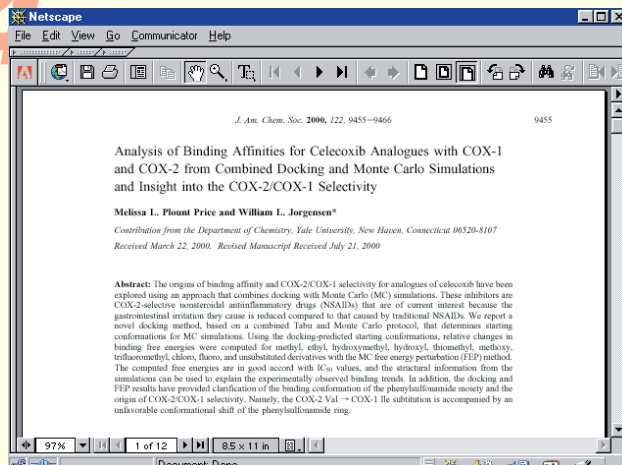 Netscape
File Edit View Go Communicator Help
J. Am. Chem. Soc. 2000, 122, 9455−9466 9455
Analysis of Binding Affinities for Celecoxib Analogues with COX-1
and COX-2 from Combined Docking and Monte Carlo Simulations
and Insight into the COX-2/COX-1 Selectivity
Melissa L. Plount Price and William L. Jorgensen*
Contribution from the Department of Chemistry, Yale University, New Haven, Connecticut 06520-8107
Received March 22, 2000. Revised Manuscript Received July 21, 2000
Abstract: The origins of binding affinity and COX-2/COX-1 selectivity for analogues of celecoxib have been
explored using an approach that combines docking with Monte Carlo (MC) simulations. These inhibitors are
COX-2-selective nonsteroidal antiinflammatory drugs (NSAIDs) that are of current interest because the
gastrointestinal irritation they cause is reduced compared to that caused by traditional NSAIDs. We report a
novel docking method, based on a combined Tabu and Monte Carlo protocol, that determines starting
conformations for MC simulations. Using the docking-predicted starting conformations, relative changes in
binding free energies were computed for methyl, ethyl, hydroxymethyl, hydroxyl, thiomethyl, methoxy,
trifluoromethyl, chloro, fluoro, and unsubstituted derivatives with the MC free energy perturbation (FEP) method.
The computed free energies are in good accord with IC50 values, and the structural information from the
simulations can be used to explain the experimentally observed binding trends. In addition, the docking and
FEP results have provided clarification of the binding conformation of the phenylsulfonamide moiety and the
origin of COX-2/COX-1 selectivity. Namely, the COX-2 Val → COX-1 Ile subtitution is accompanied by an
unfavorable conformational shift of the phenylsulfonamide ring.
97% 1 of 12 8.5 x 11 in
Document: Done